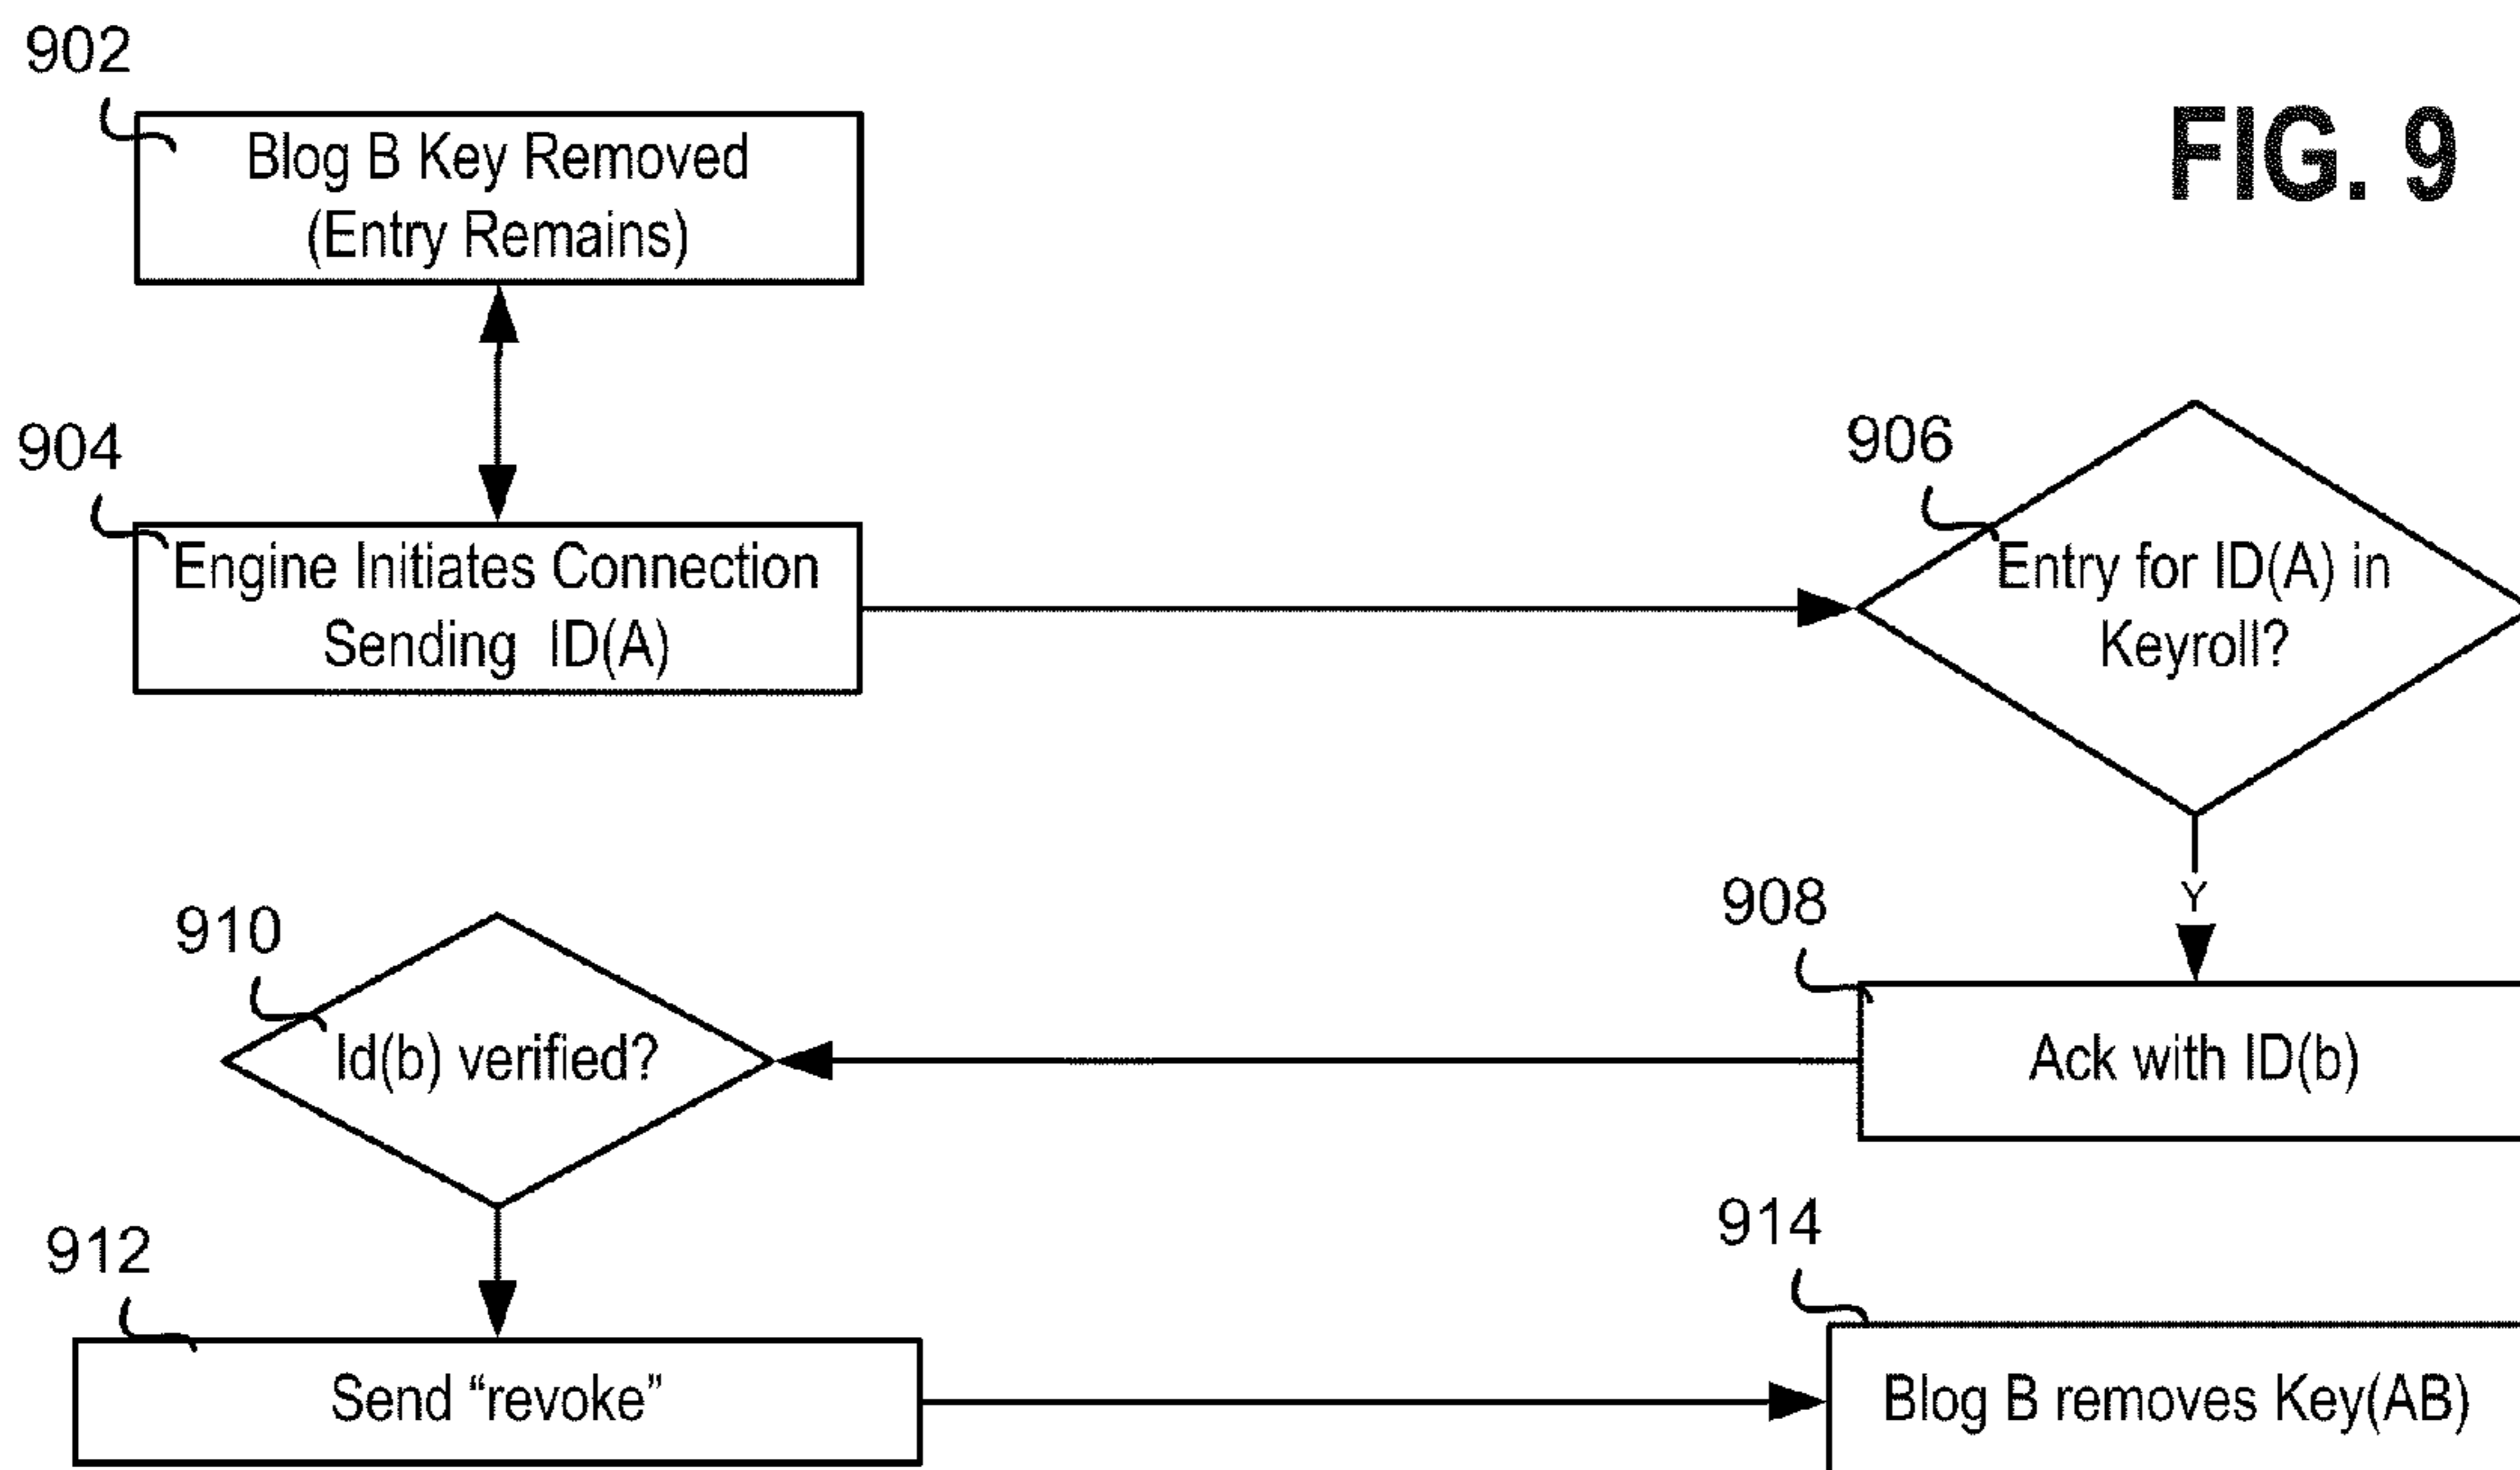 902
FIG. 9
Blog B Key Removed
(Entry Remains)
904
906
Engine Initiates Connection
Sending ID(A)
Entry for ID(A) in
Keyroll?
Y
908
910
Id(b) verified?
Ack with ID(b)
912
914
Send “revoke”
Blog B removes Key(AB)